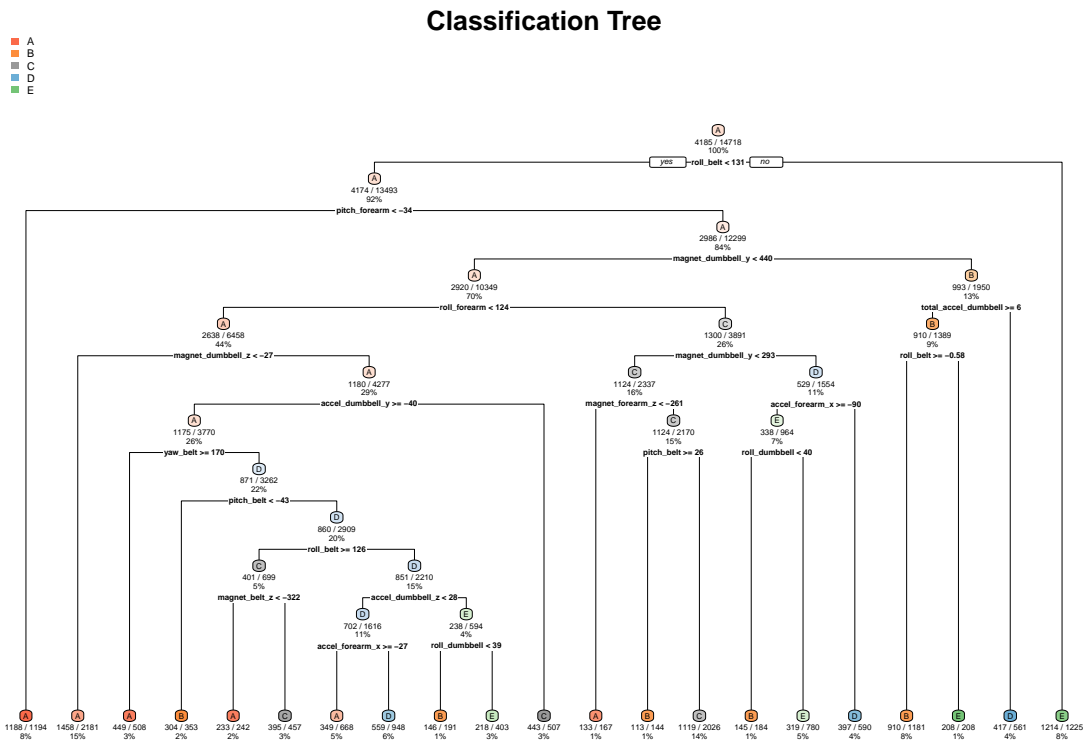 Classification Tree
A
B
C
D
E
A
4185 / 14718
100%
yes roll_belt < 131 no
A
4174 / 13493
92%
pitch_forearm < −34
A
2986 / 12299
84%
magnet_dumbbell_y < 440
A B
2920 / 10349 993 / 1950
70% 13%
roll_forearm < 124 total_accel_dumbbell >= 6
A C B
2638 / 6458 1300 / 3891 910 / 1389
44% 26% 9%
magnet_dumbbell_z < −27 magnet_dumbbell_y < 293 roll_belt >= −0.58
A C D
1180 / 4277 1124 / 2337 529 / 1554
29% 16% 11%
accel_dumbbell_y >= −40 magnet_forearm_z < −261 accel_forearm_x >= −90
A C E
1175 / 3770 1124 / 2170 338 / 964
26% 15% 7%
yaw_belt >= 170 pitch_belt >= 26 roll_dumbbell < 40
D
871 / 3262
22%
pitch_belt < −43
D
860 / 2909
20%
roll_belt >= 126
C D
401 / 699 851 / 2210
5% 15%
magnet_belt_z < −322 accel_dumbbell_z < 28
D E
702 / 1616 238 / 594
11% 4%
accel_forearm_x >= −27 roll_dumbbell < 39
A A A B A C A D B E C A B C B E D B E D E
1188 / 1194 1458 / 2181 449 / 508 304 / 353 233 / 242 395 / 457 349 / 668 559 / 948 146 / 191 218 / 403 443 / 507 133 / 167 113 / 144 1119 / 2026 145 / 184 319 / 780 397 / 590 910 / 1181 208 / 208 417 / 561 1214 / 1225
8% 15% 3% 2% 2% 3% 5% 6% 1% 3% 3% 1% 1% 14% 1% 5% 4% 8% 1% 4% 8%